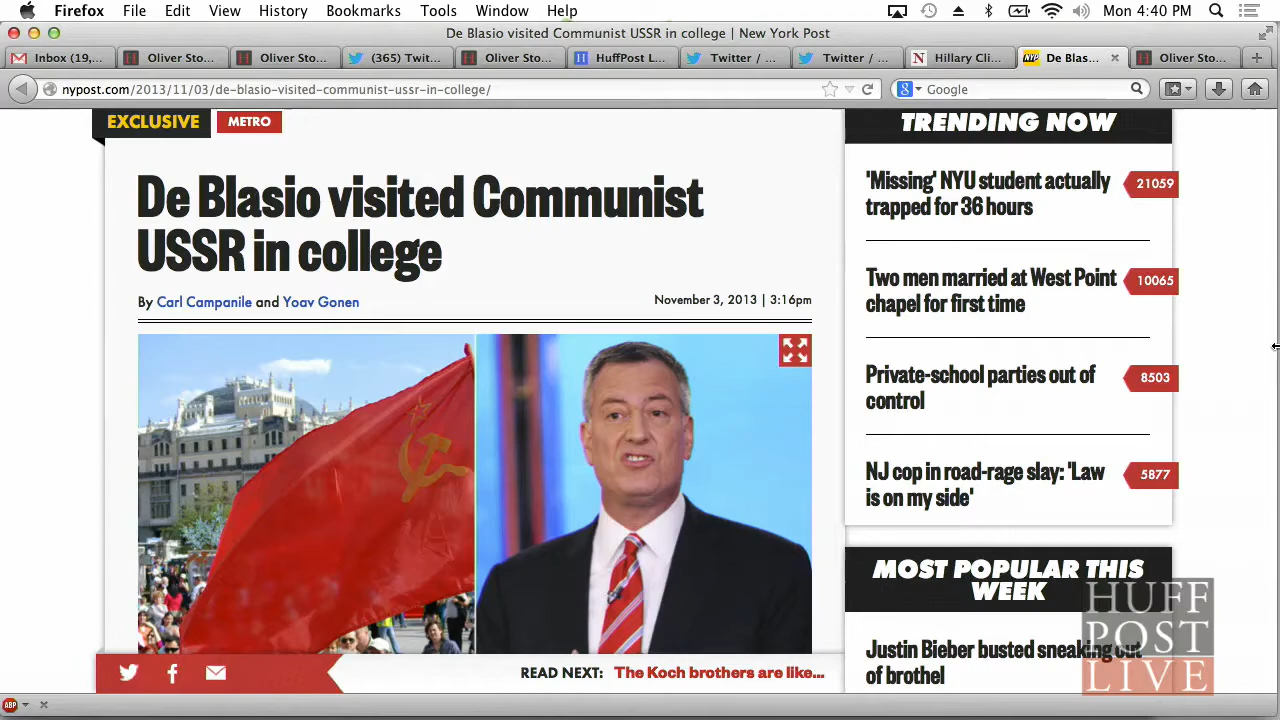 Firefox File Edit View History Bookmarks Tools Window Help Mon 4:40 PM
De Blasio visited Communist USSR in college | New York Post
Inbox (19,... Oliver Sto... Oliver Sto... (365) Twit... Oliver Sto... HuffPost L... Twitter / ... Twitter / ... Hillary Cli... De Blas... Oliver Sto...
nypost.com/2013/11/03/de-blasio-visited-communist-ussr-in-college/ Google
EXCLUSIVE METRO
De Blasio visited Communist
USSR in college
By Carl Campanile and Yoav Gonen November 3, 2013 | 3:16pm
READ NEXT: The Koch brothers are like...
TRENDING NOW
'Missing' NYU student actually
trapped for 36 hours
21059
Two men married at West Point
chapel for first time
10065
Private-school parties out of
control
8503
NJ cop in road-rage slay: 'Law
is on my side'
5877
MOST POPULAR THIS
WEEK
Justin Bieber busted sneaking out
of brothel
HUFF
POST
LIVE
ABP